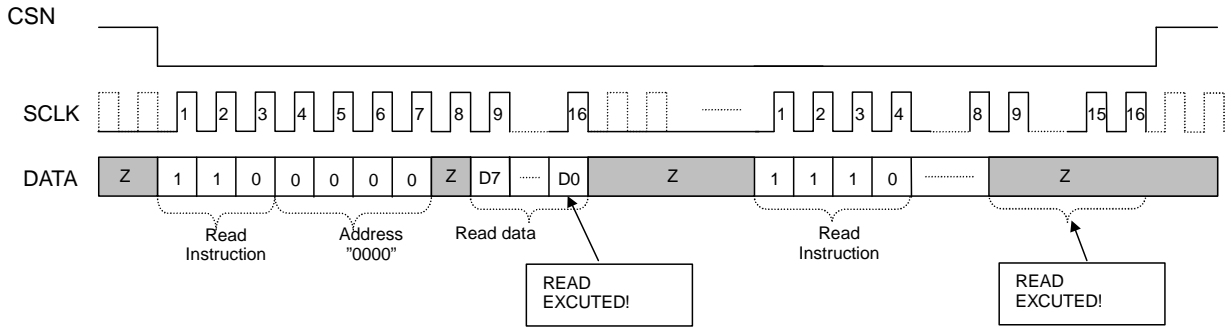 CSN
SCLK 1 2 3 4 5 6 7 8 9 16 1 2 3 4 8 9 15 16
DATA Z 1 1 0 0 0 0 0 Z D7 D0 Z 1 1 1 0 Z
Read
Instruction
Address
"0000"
Read data
Read
Instruction
READ
EXCUTED!
READ
EXCUTED!